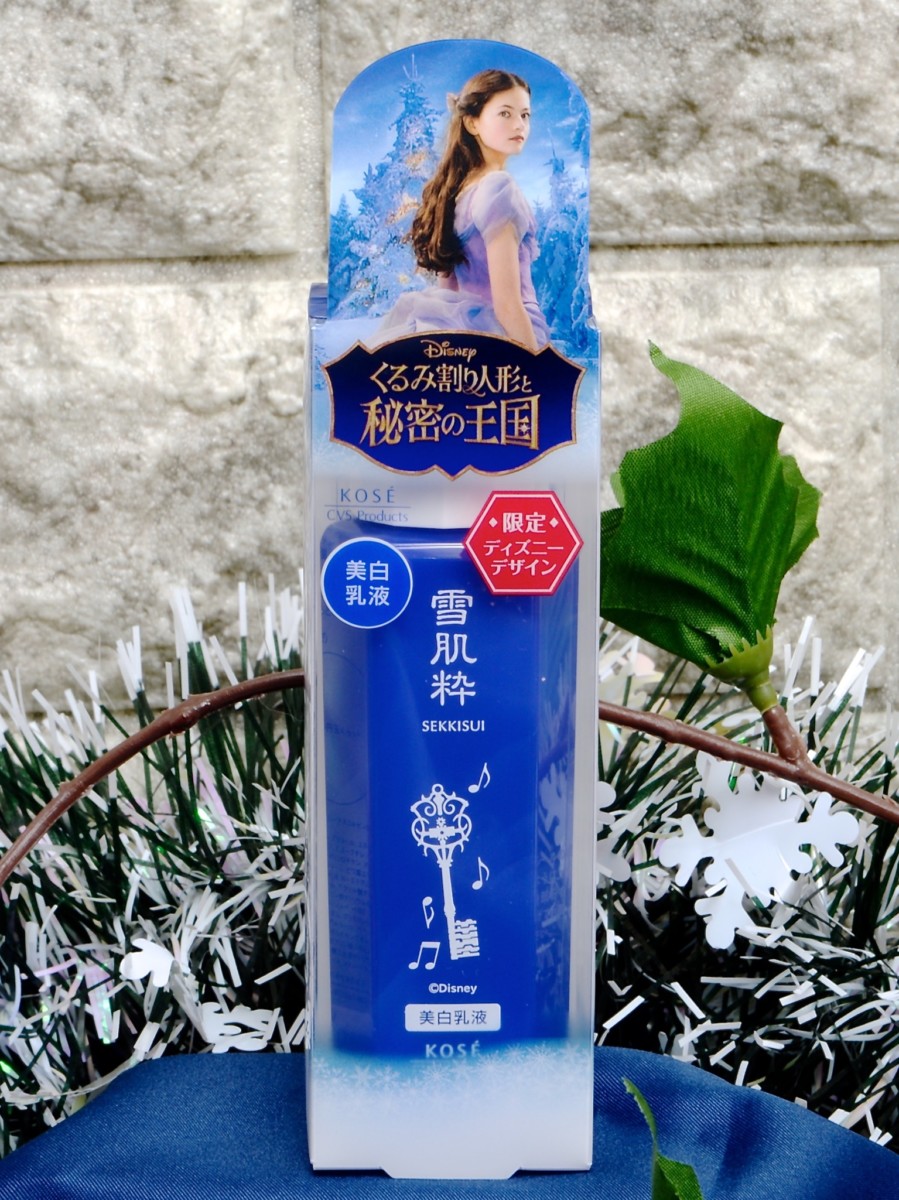 Disney
くるみ割り人形と
秘密の王国
KOSÉ
CVS Products
限定
ディズニー
デザイン
美白
乳液
雪肌粋
SEKKISUI
©Disney
美白乳液
KOSÉ